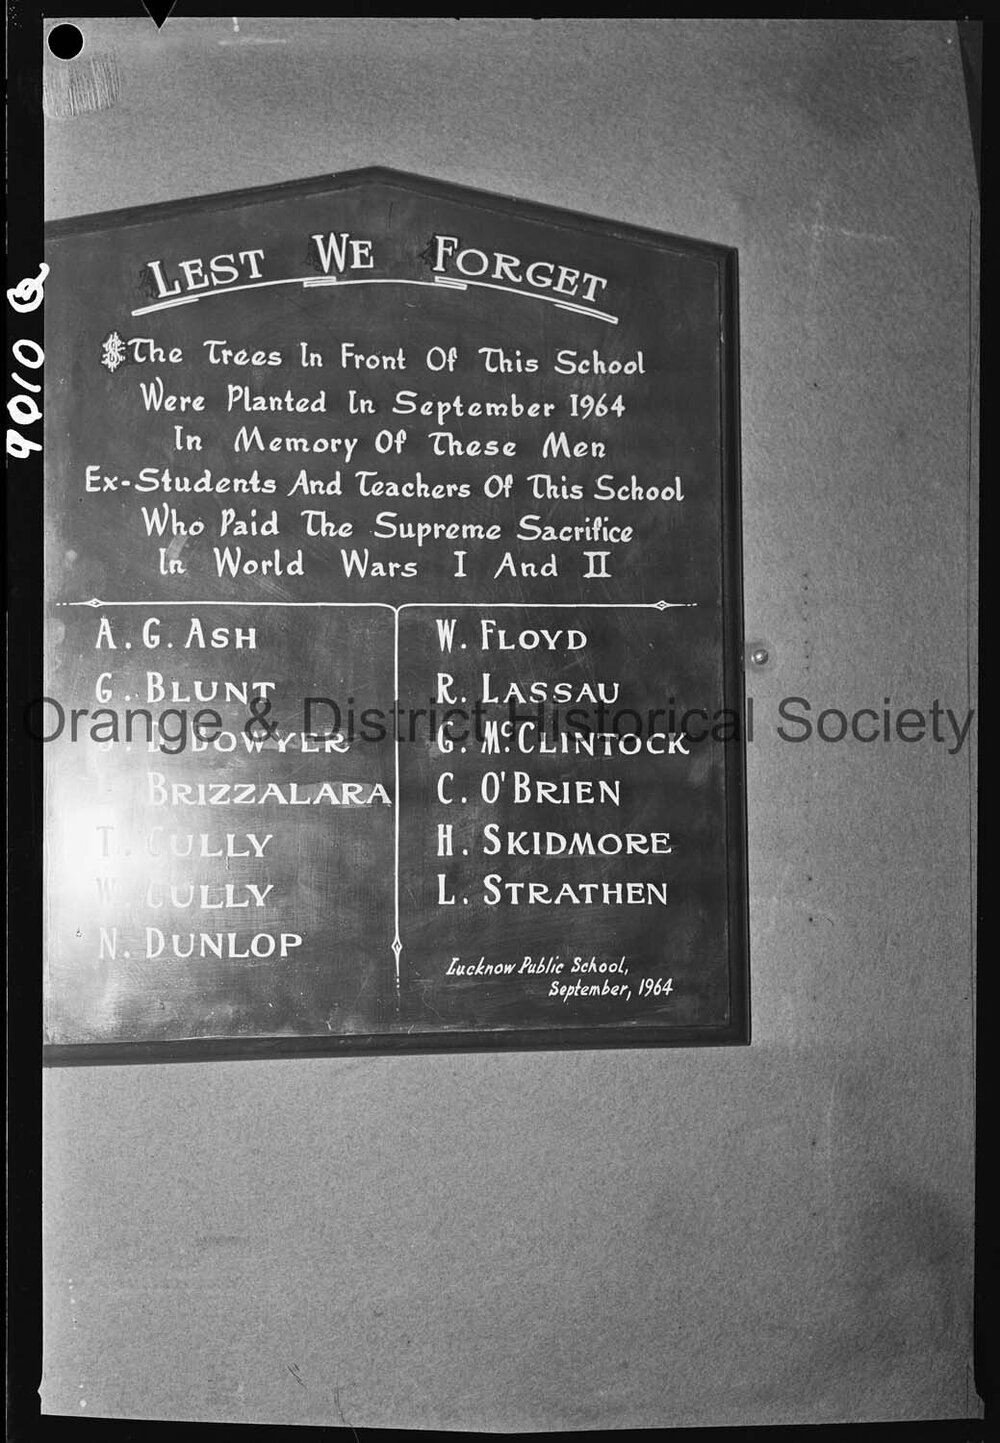 LEST WE FORGET
The Trees In Front Of This School
Were Planted In September 1964
In Memory Of These Men
Ex-Students And Teachers Of This School
Who Paid The Supreme Sacrifice
In World Wars I And II
A. G. ASH
G. BLUNT
BOWYER
BRIZZALARA
T. CULLY
W. CULLY
N. DUNLOP
W. FLOYD
R. LASSAU
G. McCLINTOCK
C. O'BRIEN
H. SKIDMORE
L. STRATHEN
Lucknow Public School,
September, 1964
Orange & District Historical Society
9010 Q